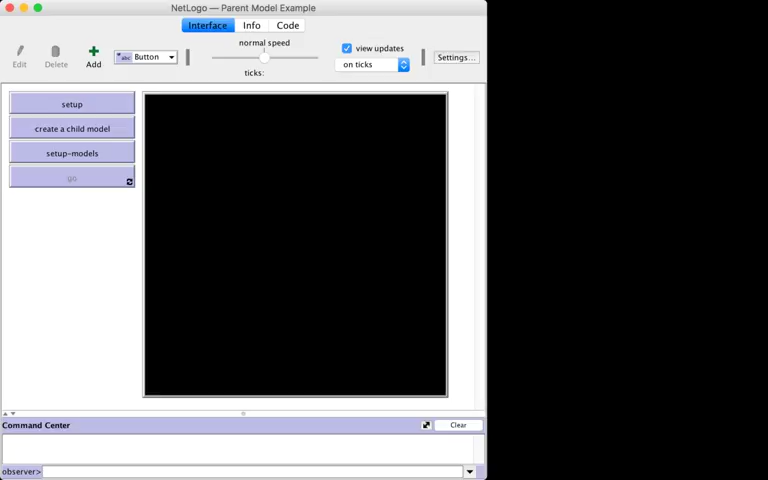 NetLogo — Parent Model Example
Interface Info Code
normal speed
view updates
Edit Delete Add abc Button on ticks Settings...
ticks:
setup
create a child model
setup-models
go
Command Center Clear
observer>